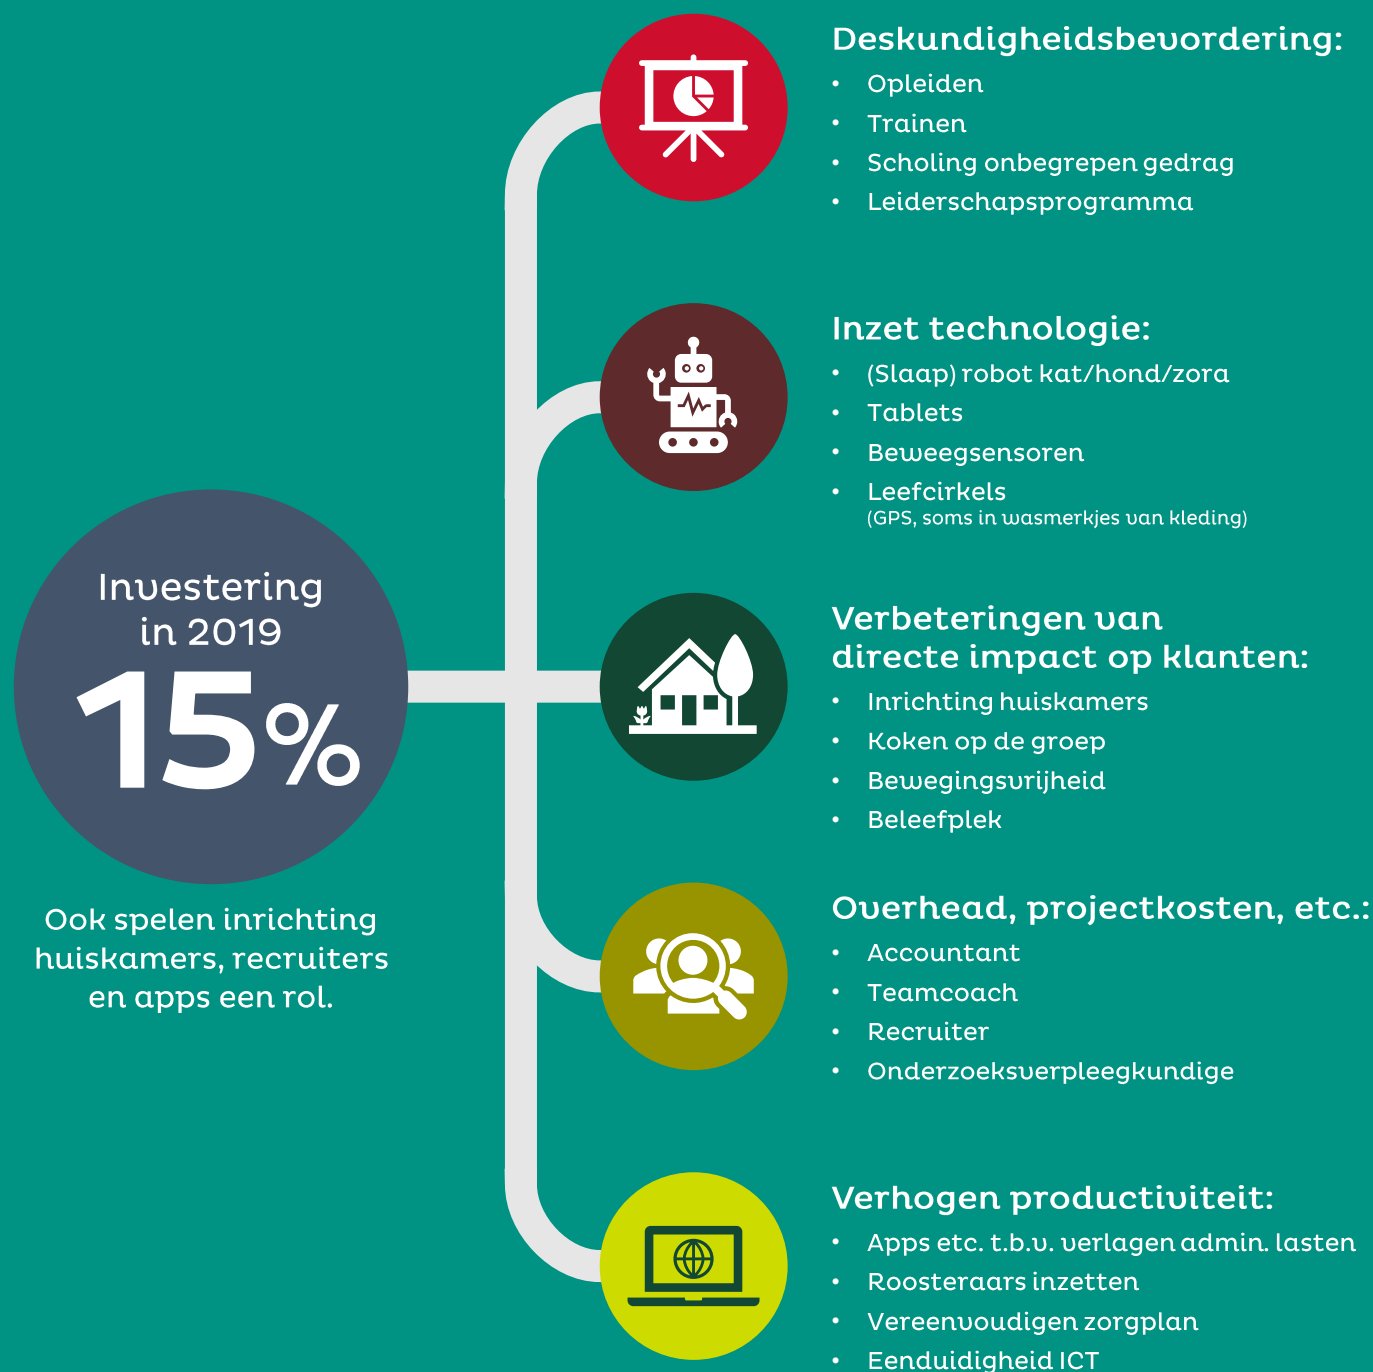 Investering
in 2019
15%
Ook spelen inrichting
huiskamers, recruiters
en apps een rol.
Deskundigheidsbevordering:
• Opleiden
• Trainen
• Scholing onbegrepen gedrag
• Leiderschapsprogramma
Inzet technologie:
• (Slaap) robot kat/hond/zora
• Tablets
• Beweegsensoren
• Leefcirkels
(GPS, soms in wasmerkjes van kleding)
Verbeteringen van
directe impact op klanten:
• Inrichting huiskamers
• Koken op de groep
• Bewegingsvrijheid
• Beleefplek
Overhead, projectkosten, etc.:
• Accountant
• Teamcoach
• Recruiter
• Onderzoeksverpleegkundige
Verhogen productiviteit:
• Apps etc. t.b.v. verlagen admin. lasten
• Roosteraars inzetten
• Vereenvoudigen zorgplan
• Eenduidigheid ICT